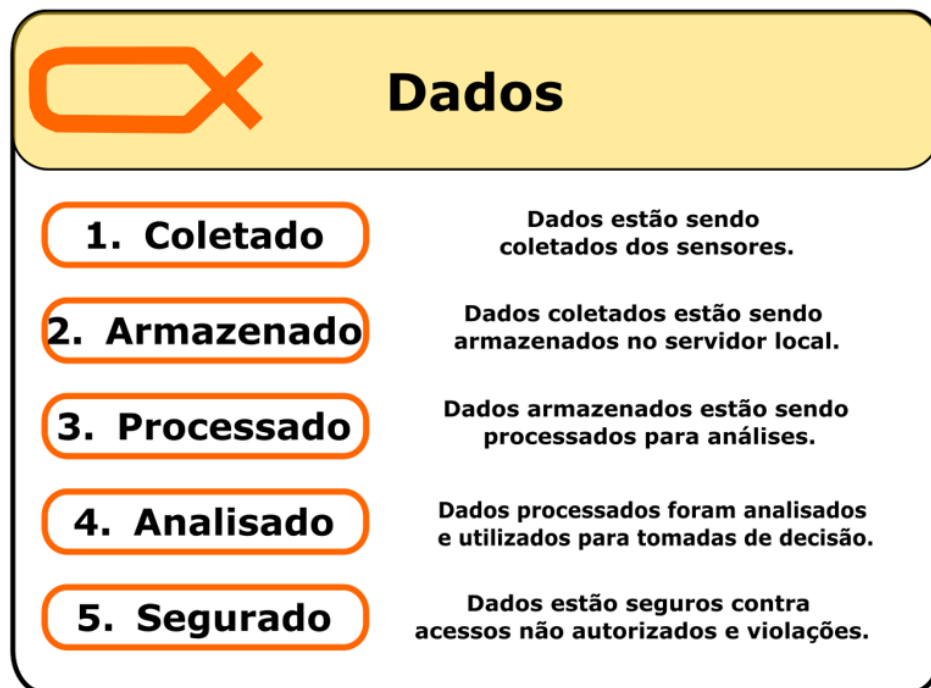 Dados
1. Coletado
Dados estão sendo
coletados dos sensores.
2. Armazenado
Dados coletados estão sendo
armazenados no servidor local.
3. Processado
Dados armazenados estão sendo
processados para análises.
4. Analisado
Dados processados foram analisados
e utilizados para tomadas de decisão.
5. Segurado
Dados estão seguros contra
acessos não autorizados e violações.